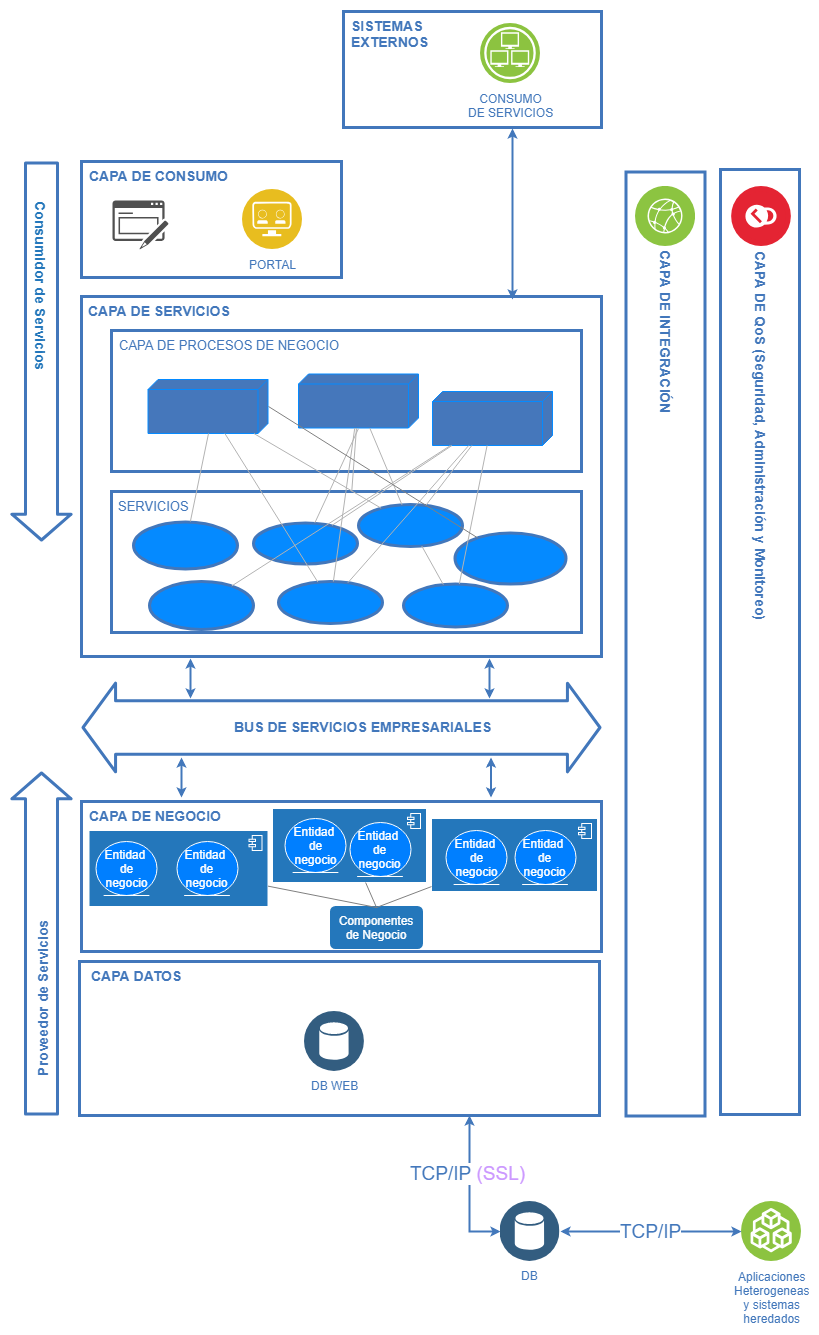 SISTEMAS
EXTERNOS
CONSUMO
DE SERVICIOS
CAPA DE CONSUMO
PORTAL
Consumidor de Servicios
CAPA DE INTEGRACIÓN
CAPA DE QoS (Seguridad, Administración y Monitoreo)
CAPA DE SERVICIOS
CAPA DE PROCESOS DE NEGOCIO
SERVICIOS
BUS DE SERVICIOS EMPRESARIALES
Proveedor de Servicios
CAPA DE NEGOCIO
Entidad
de
negocio
Entidad
de
negocio
Entidad
de
negocio
Entidad
de
negocio
Entidad
de
negocio
Entidad
de
negocio
Componentes
de Negocio
CAPA DATOS
DB WEB
TCP/IP (SSL)
DB
TCP/IP
Aplicaciones
Heterogeneas
y sistemas
heredados